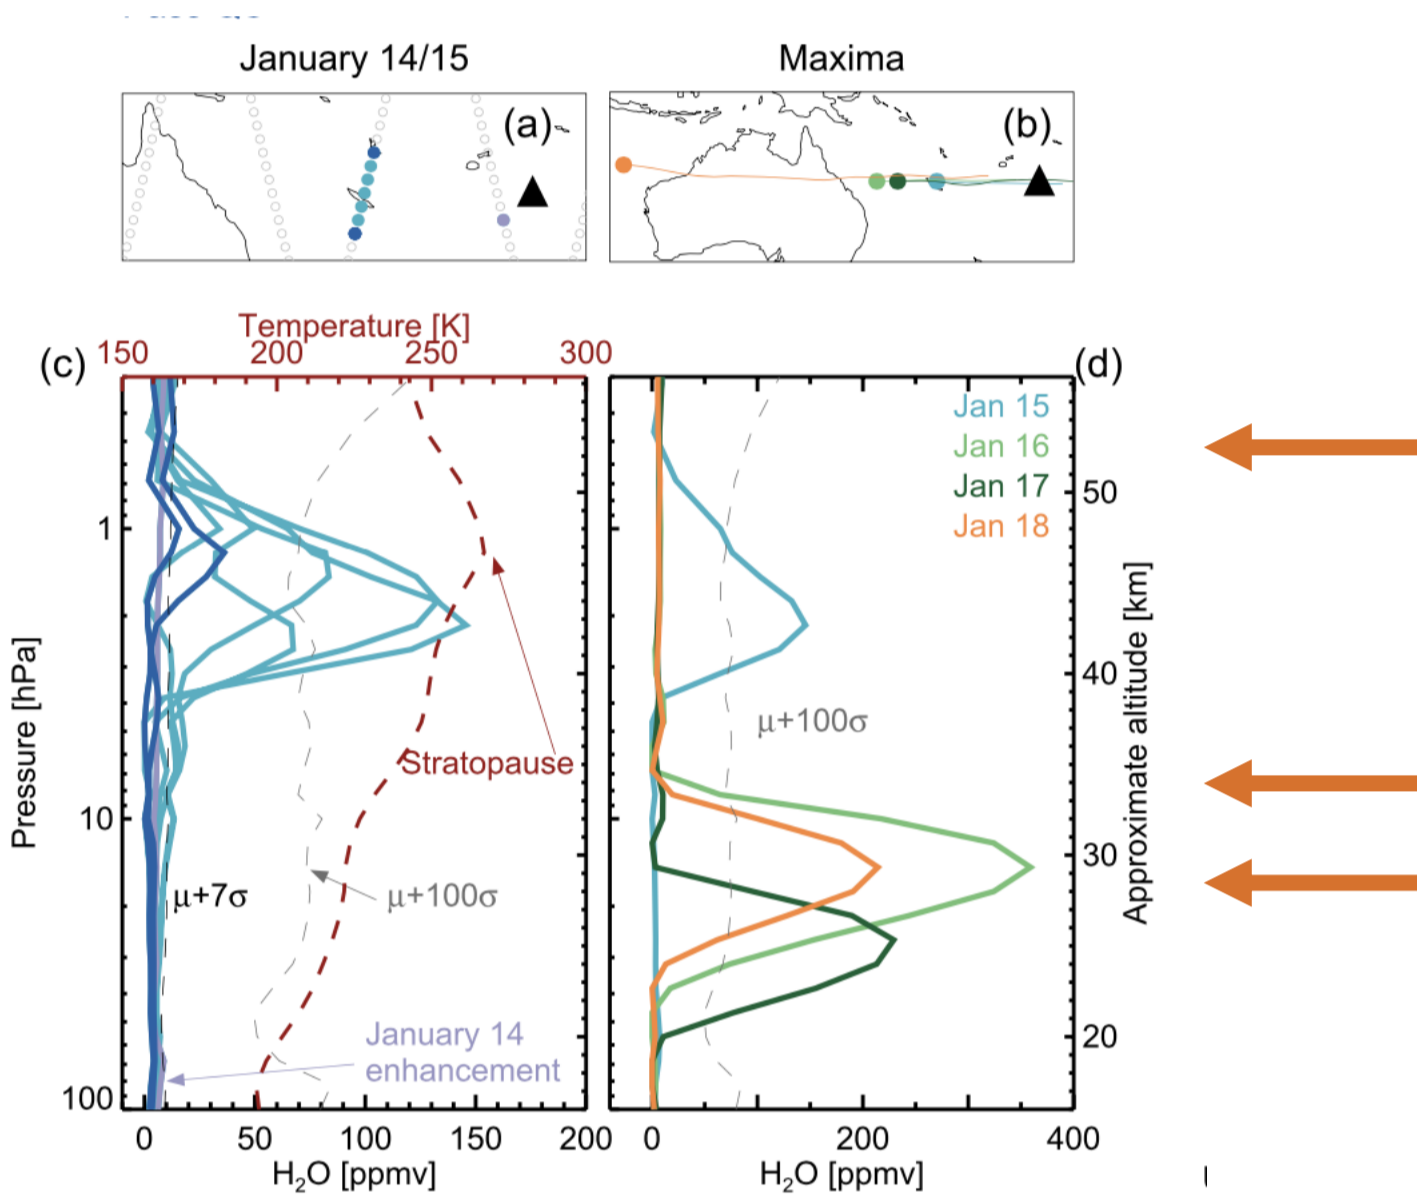 January 14/15
Maxima
(a)
(b)
Temperature [K]
(c)
150
200
250
300
(d)
Jan 15
Jan 16
Jan 17
Jan 18
50
1
40
μ+100σ
Stratopause
10
30
μ+7σ
μ+100σ
January 14
enhancement
20
100
Pressure [hPa]
Approximate altitude [km]
0
50
100
150
200
0
200
400
H₂O [ppmv]
H₂O [ppmv]